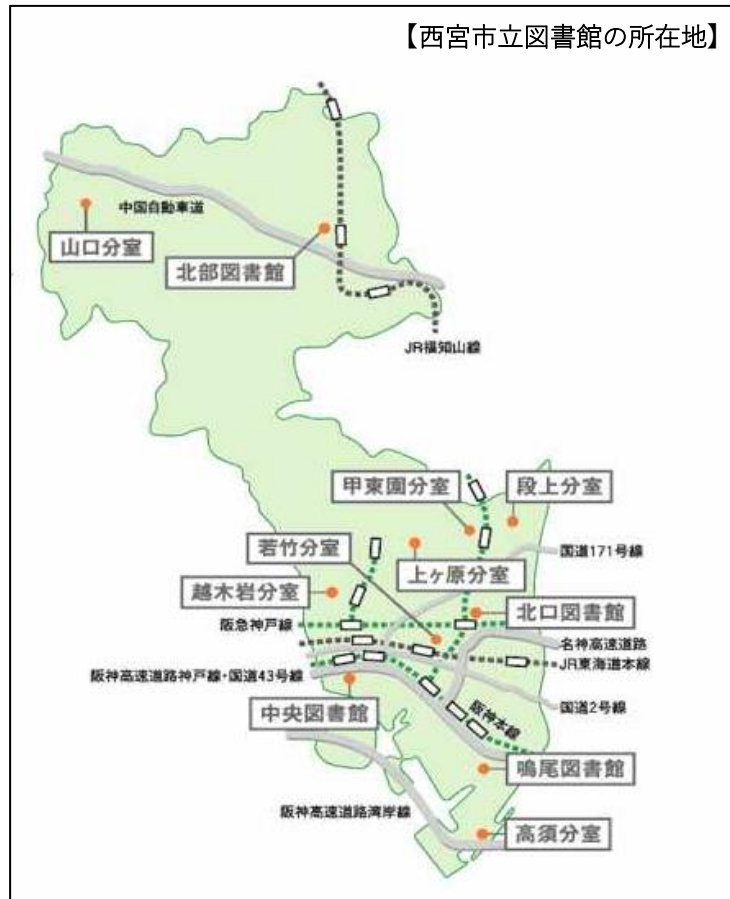 【西宮市立図書館の所在地】
中国自動車道
山口分室
北部図書館
JR福知山線
甲東園分室
段上分室
若竹分室
国道171号線
上ヶ原分室
越木岩分室
北口図書館
阪急神戸線
名神高速道路
JR東海道本線
阪神高速道路神戸線・国道43号線
中央図書館
阪神本線
国道2号線
鳴尾図書館
阪神高速道路湾岸線
高須分室